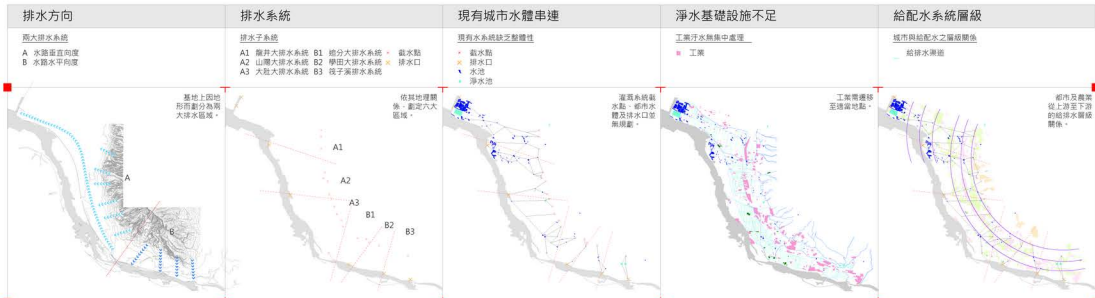 排水方向
兩大排水系統
A 水路垂直向度
B 水路水平向度
基地上因地
形而劃分為兩
大排水區域。
A
B
排水系統
排水子系統
A1 龍井大排水系統 B1 追分大排水系統 截水點
A2 山陽大排水系統 B2 學田大排水系統 排水口
A3 大肚大排水系統 B3 筏子溪排水系統
依其地理關
係，劃定六大
區域。
A1
A2
A3
B1
B2
B3
現有城市水體串連
現有水系統缺乏整體性
截水點
排水口
水池
淨水池
灌溉系統截
水點、都市水
體及排水口並
無規劃。
淨水基礎設施不足
工業汙水無集中處理
工業
工業需遷移
至適當地點。
給配水系統層級
城市與給配水之層級關係
給排水渠道
都市及農業
從上游至下游
的給排水層級
關係。